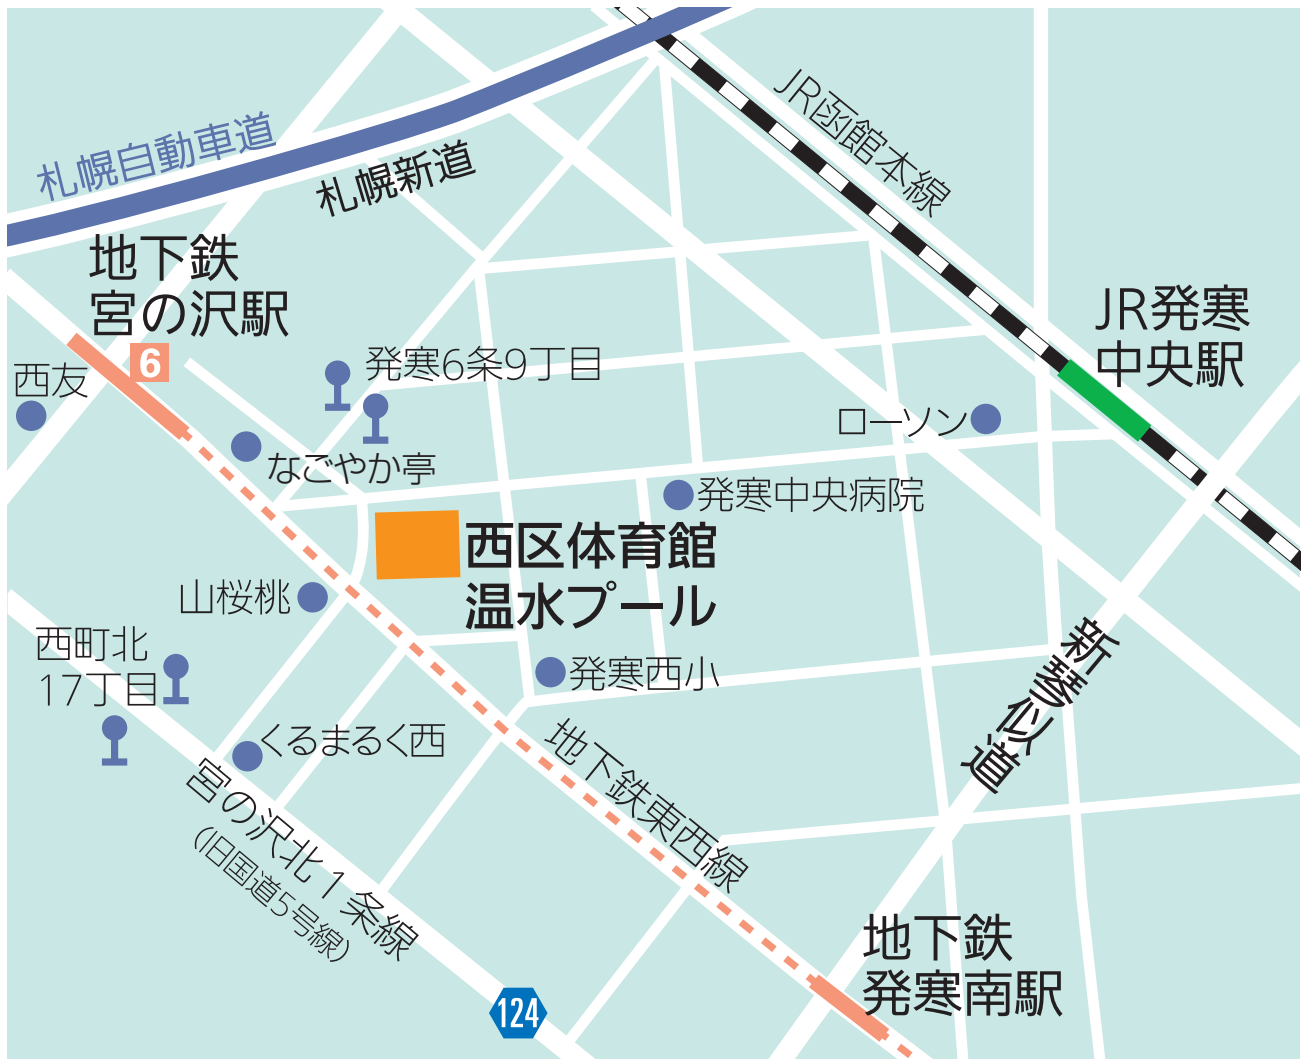 JR函館本線
札幌自動車道
札幌新道
地下鉄
宮の沢駅
6
JR発寒
中央駅
西友
発寒6条9丁目
ローソン
なごやか亭
発寒中央病院
西区体育館
温水プール
山桜桃
西町北
17丁目
発寒西小
新琴似道
くるまるく西
地下鉄東西線
宮の沢北1条線
(旧国道5号線)
地下鉄
発寒南駅
124